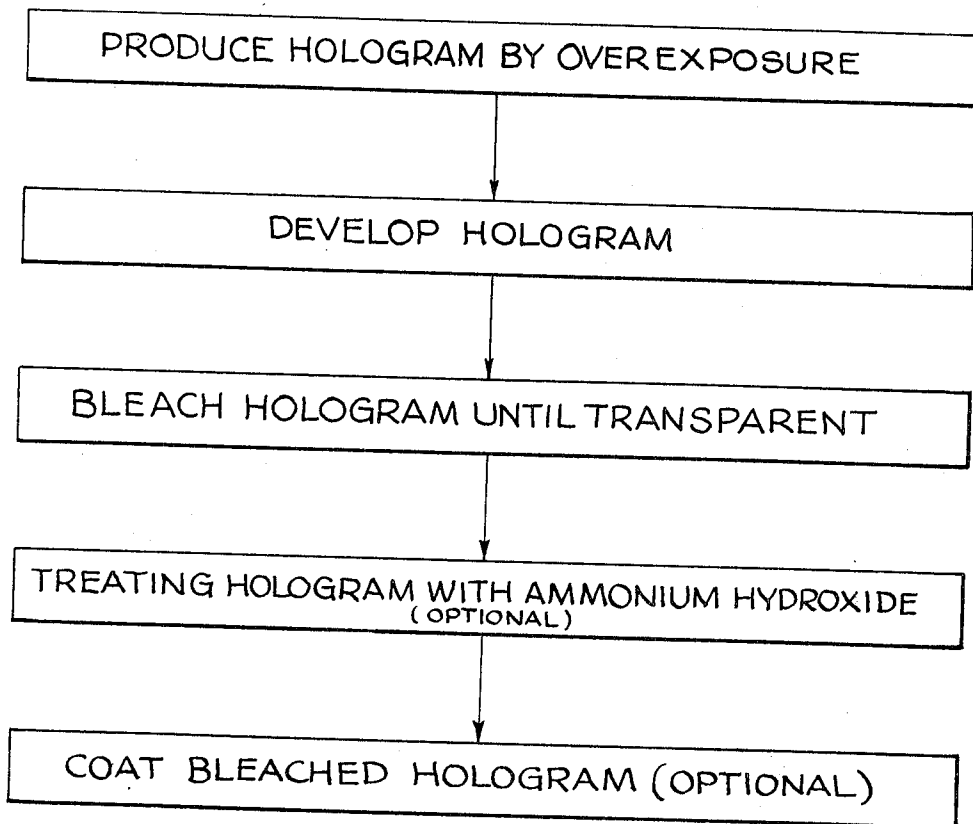 PRODUCE HOLOGRAM BY OVEREXPOSURE
DEVELOP HOLOGRAM
BLEACH HOLOGRAM UNTIL TRANSPARENT
TREATING HOLOGRAM WITH AMMONIUM HYDROXIDE
(OPTIONAL)
COAT BLEACHED HOLOGRAM (OPTIONAL)